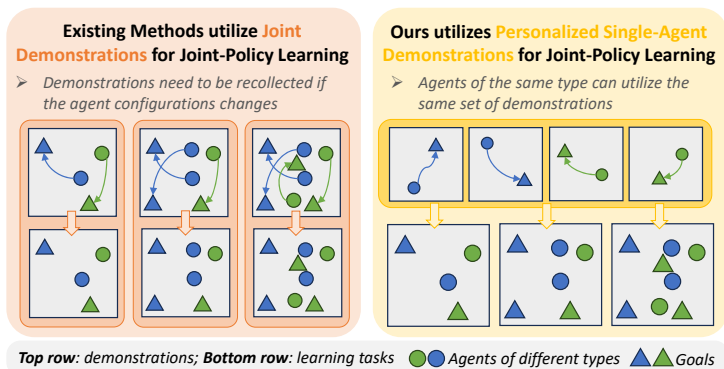 Existing Methods utilize Joint
Demonstrations for Joint-Policy Learning
➢ Demonstrations need to be recollected if
the agent configurations changes
Ours utilizes Personalized Single-Agent
Demonstrations for Joint-Policy Learning
➢ Agents of the same type can utilize the
same set of demonstrations
Top row: demonstrations; Bottom row: learning tasks Agents of different types Goals